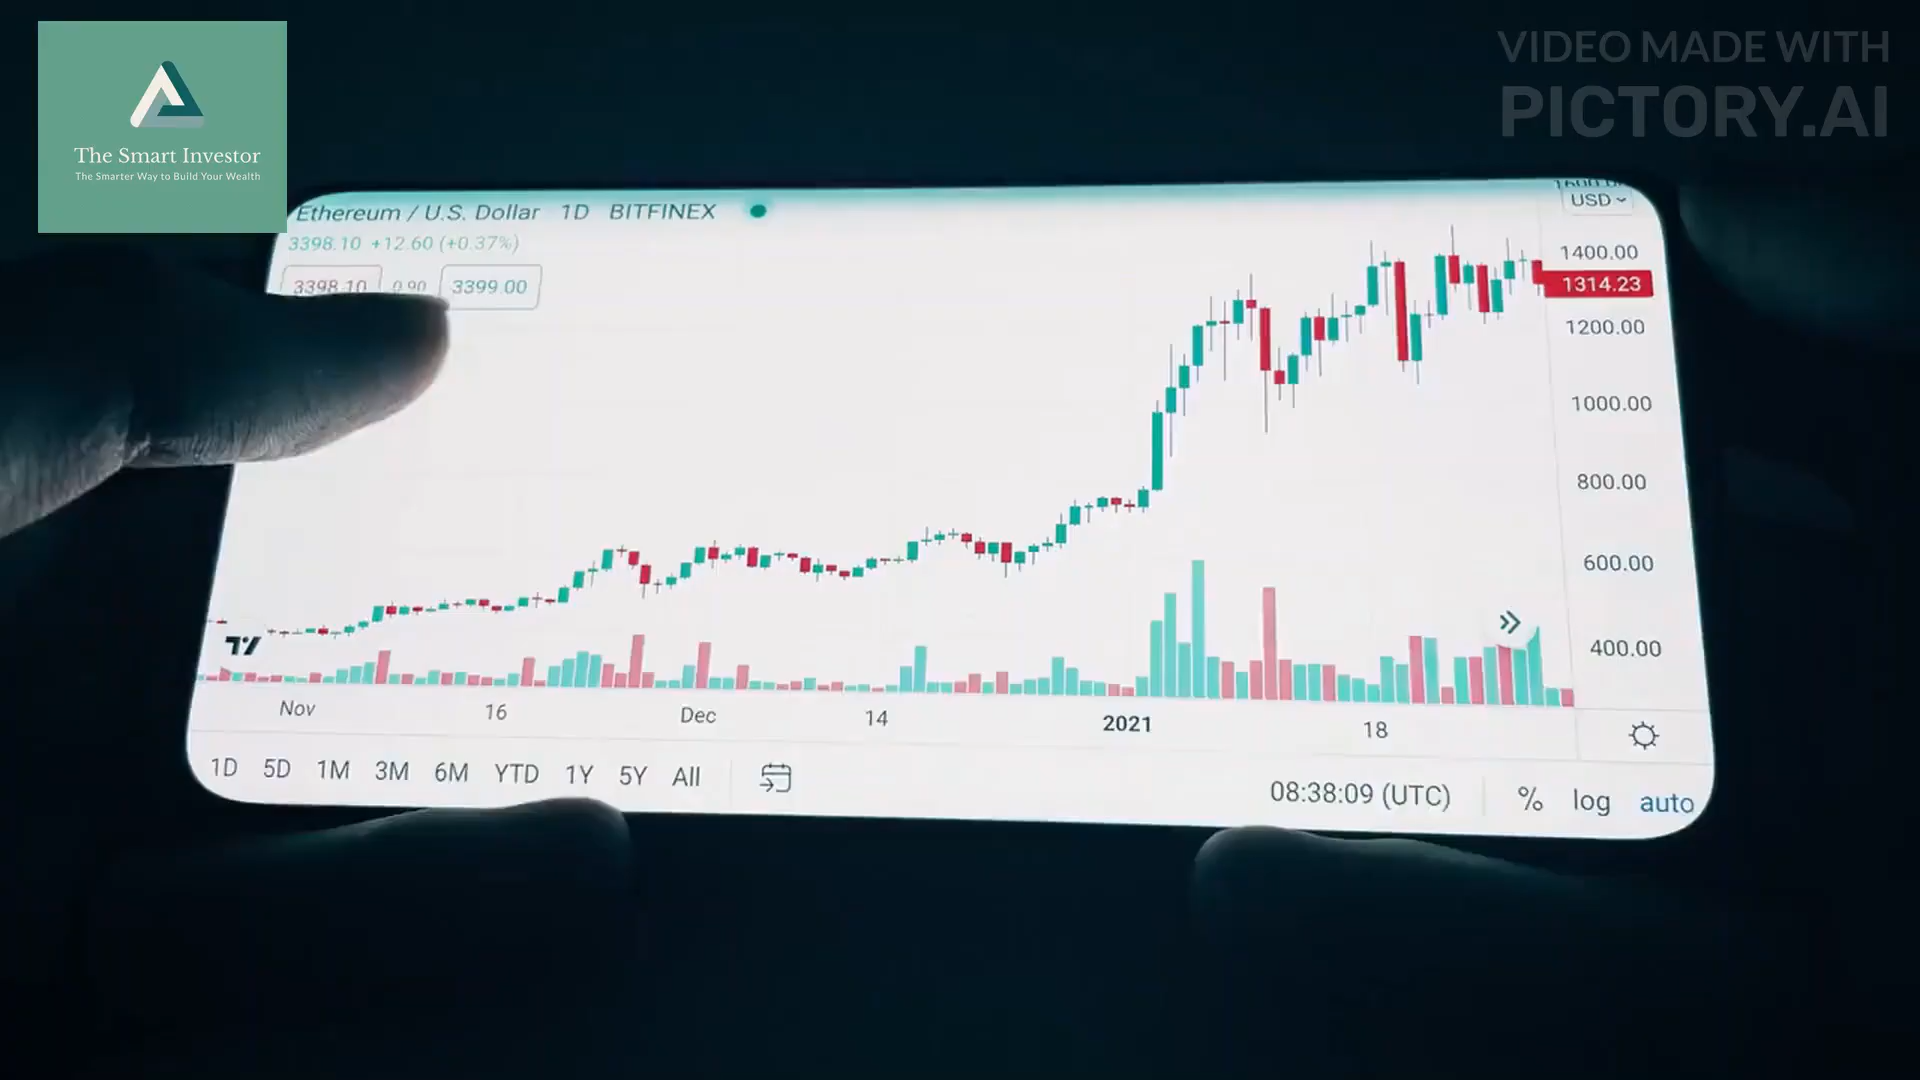 The Smart Investor
The Smarter Way to Build Your Wealth
VIDEO MADE WITH
PICTORY.AI
Ethereum / U.S. Dollar 1D BITFINEX
USD
3398.10 +12.60 (+0.37%)
3398.10 0.90 3399.00
1400.00
1314.23
1200.00
1000.00
800.00
600.00
400.00
Nov 16 Dec 14 2021 18
1D 5D 1M 3M 6M YTD 1Y 5Y All
08:38:09 (UTC) % log auto